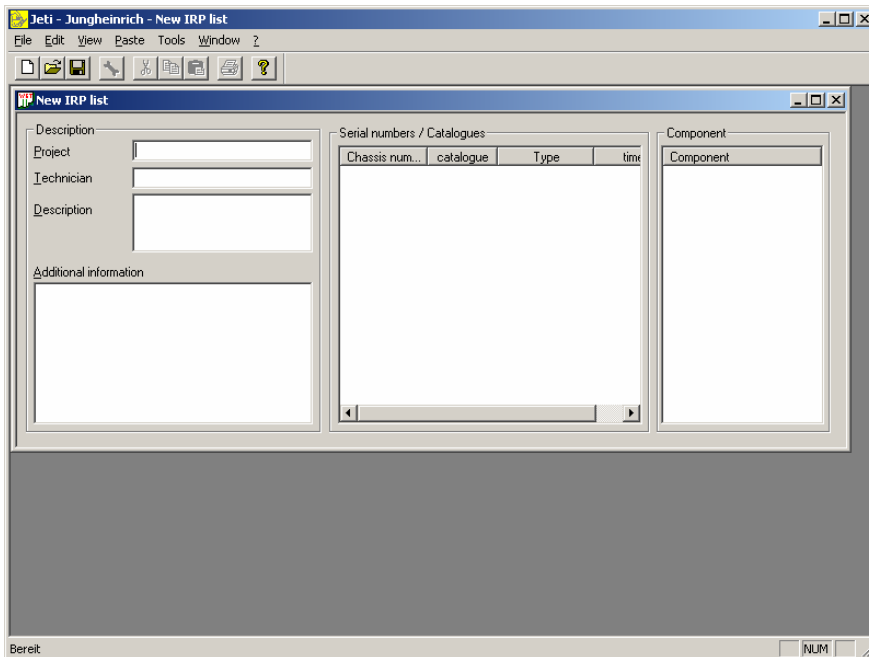 Jeti - Jungheinrich - New IRP list
File Edit View Paste Tools Window ?
New IRP list
Description
Project
Technician
Description
Additional information
Serial numbers / Catalogues
Chassis num... catalogue Type time
Component
Component
Bereit NUM